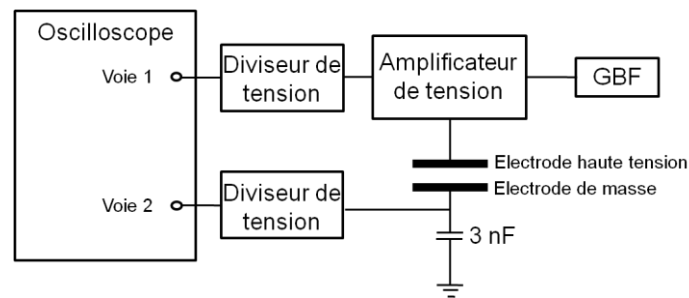 Oscilloscope
Voie 1
Diviseur de
tension
Amplificateur
de tension
GBF
Electrode haute tension
Electrode de masse
Voie 2
Diviseur de
tension
3 nF